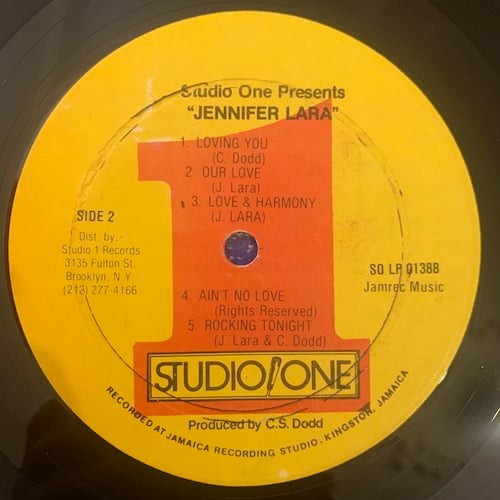 Studio One Presents
"JENNIFER LARA"
1. LOVING YOU
(C. Dodd)
2. OUR LOVE
(J. Lara)
3. LOVE & HARMONY
(J. LARA)
SIDE 2
Dist. by:-
Studio 1 Records
3135 Fulton St.
Brooklyn, N.Y.
(213) 277-4166
SO LP 0138B
Jamrec Music
4. AIN'T NO LOVE
(Rights Reserved)
5. ROCKING TONIGHT
(J. Lara & C. Dodd)
1
STUDIO ONE
Produced by C.S. Dodd
RECORDED AT JAMAICA RECORDING STUDIO, KINGSTON, JAMAICA